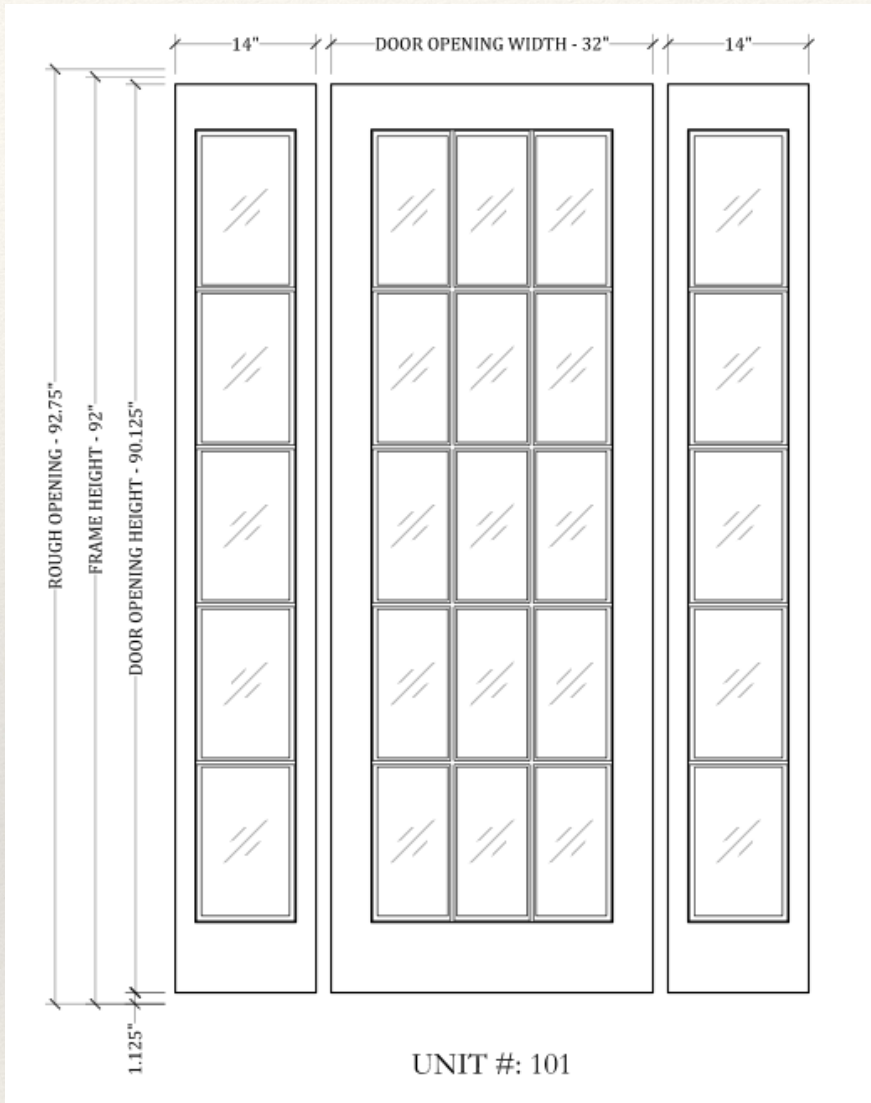 14"
DOOR OPENING WIDTH - 32"
14"
ROUGH OPENING - 92.75"
FRAME HEIGHT - 92"
DOOR OPENING HEIGHT - 90.125"
1.125"
UNIT #: 101